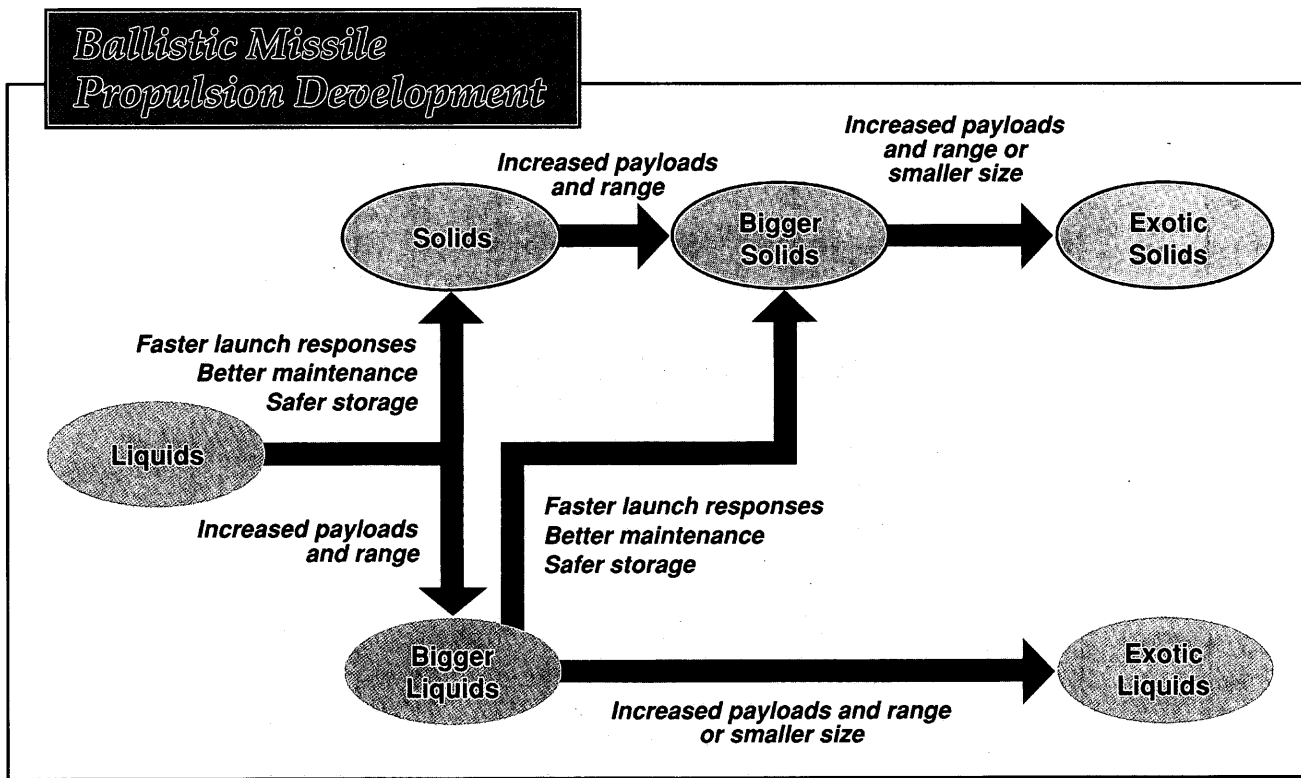 Ballistic Missile
Propulsion Development
Increased payloads
and range or
smaller size
Increased payloads
and range
Solids
Bigger
Solids
Exotic
Solids
Faster launch responses
Better maintenance
Safer storage
Liquids
Increased payloads
and range
Faster launch responses
Better maintenance
Safer storage
Bigger
Liquids
Exotic
Liquids
Increased payloads and range
or smaller size